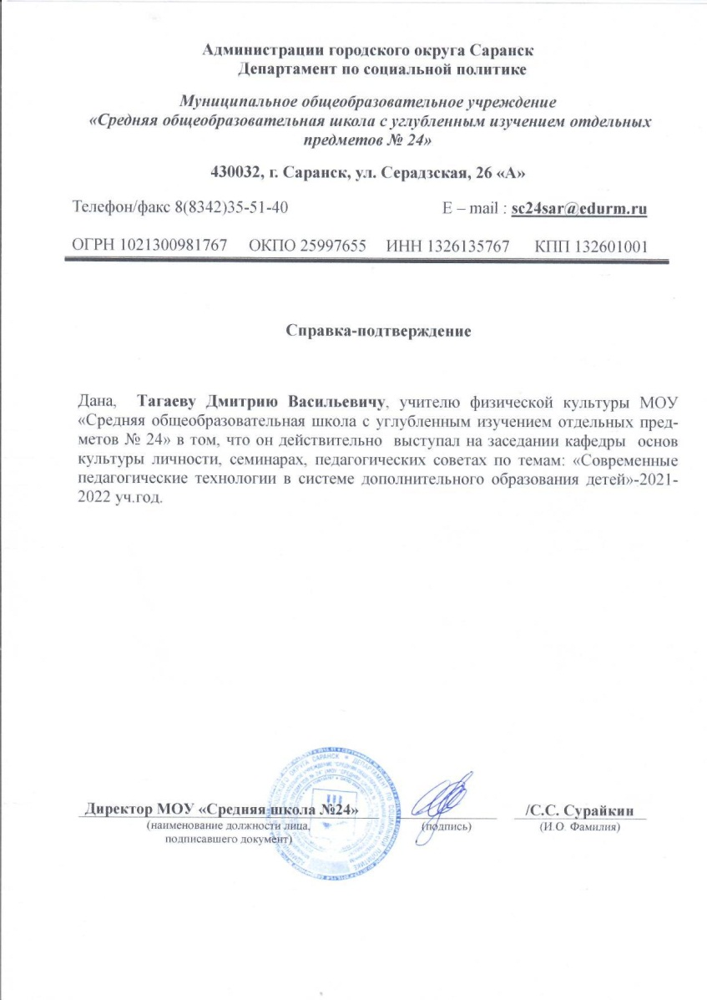 Администрации городского округа Саранск
Департамент по социальной политике
Муниципальное общеобразовательное учреждение
«Средняя общеобразовательная школа с углубленным изучением отдельных
предметов № 24»
430032, г. Саранск, ул. Серадзская, 26 «А»
Телефон/факс 8(8342)35-51-40 E – mail : sc24sar@edurm.ru
ОГРН 1021300981767 ОКПО 25997655 ИНН 1326135767 КПП 132601001
Справка-подтверждение
Дана, Тагаеву Дмитрию Васильевичу, учителю физической культуры МОУ
«Средняя общеобразовательная школа с углубленным изучением отдельных пред-
метов № 24» в том, что он действительно выступал на заседании кафедры основ
культуры личности, семинарах, педагогических советах по темам: «Современные
педагогические технологии в системе дополнительного образования детей»-2021-
2022 уч.год.
Директор МОУ «Средняя школа №24» /С.С. Сурайкин
(наименование должности лица, (подпись) (И.О. Фамилия)
подписавшего документ)